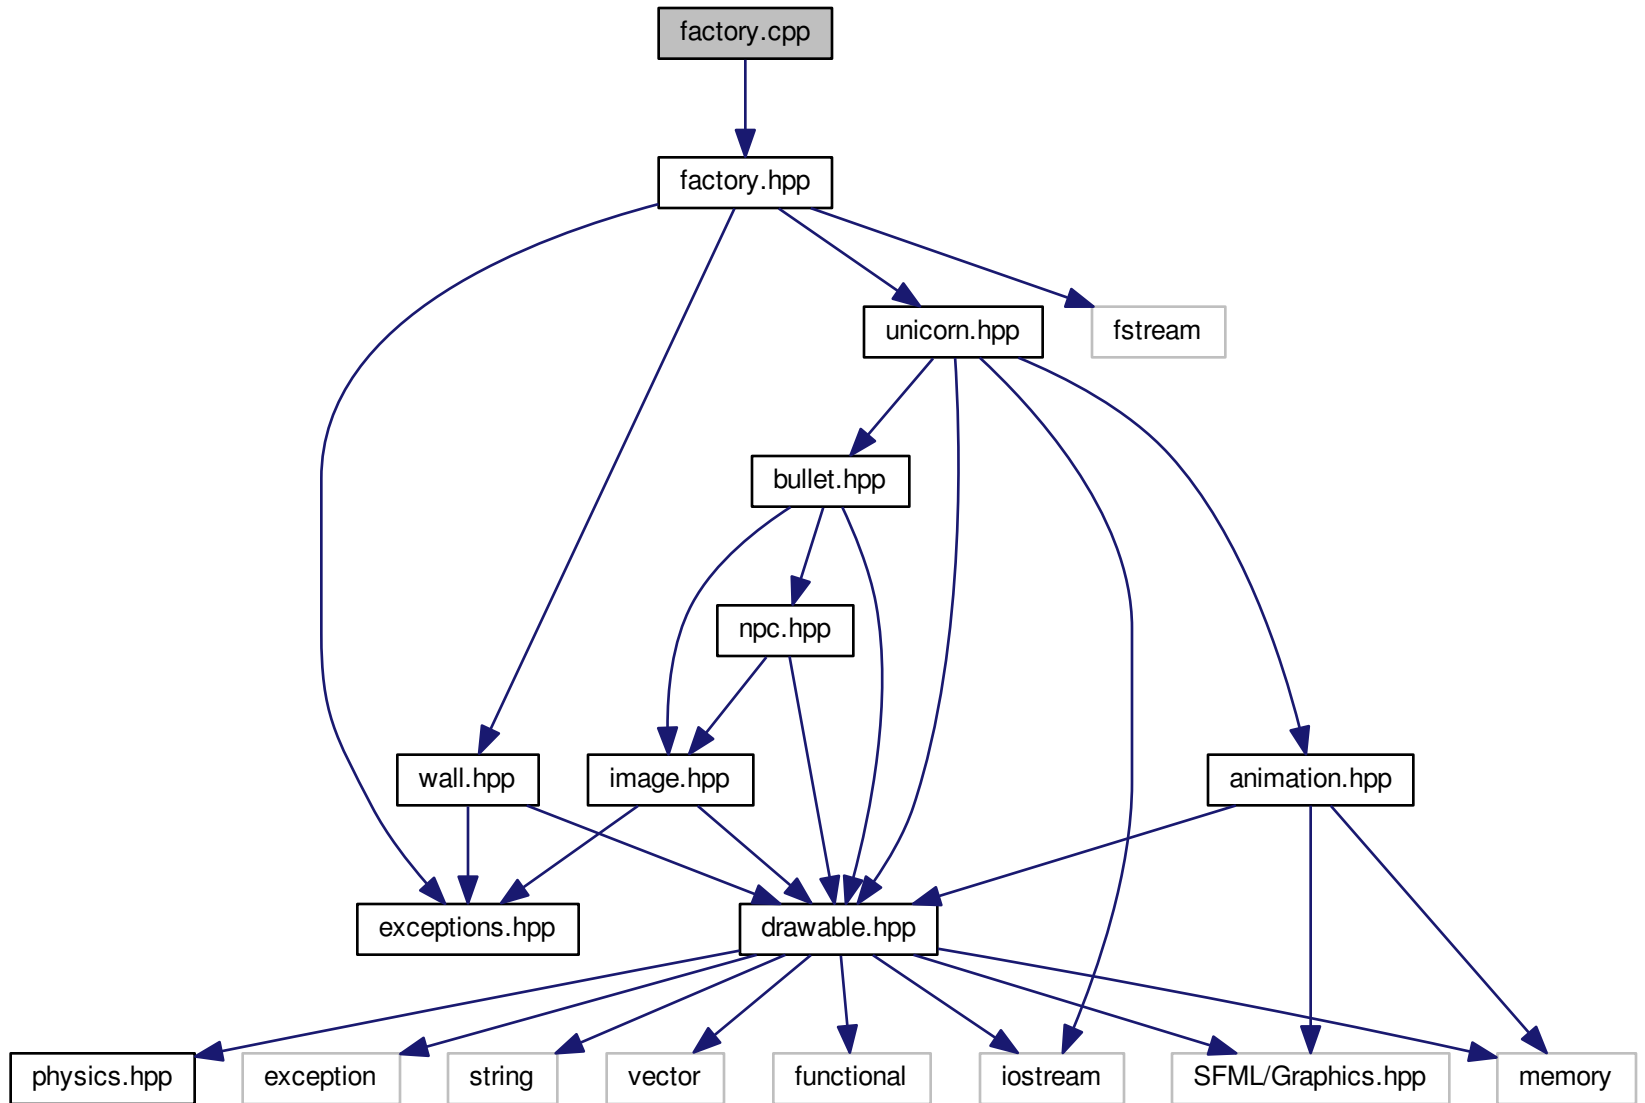 factory.cpp
factory.hpp
unicorn.hpp
fstream
bullet.hpp
npc.hpp
wall.hpp
image.hpp
animation.hpp
exceptions.hpp
drawable.hpp
physics.hpp
exception
string
vector
functional
iostream
SFML/Graphics.hpp
memory